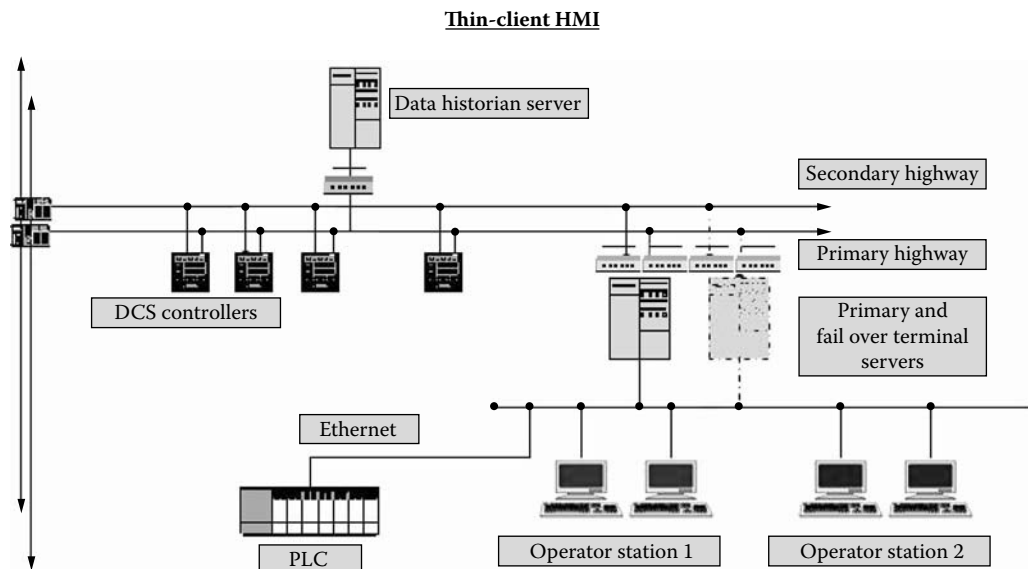 Thin-client HMI
Data historian server
Secondary highway
Primary highway
DCS controllers
Primary and
fail over terminal
servers
Ethernet
PLC
Operator station 1
Operator station 2